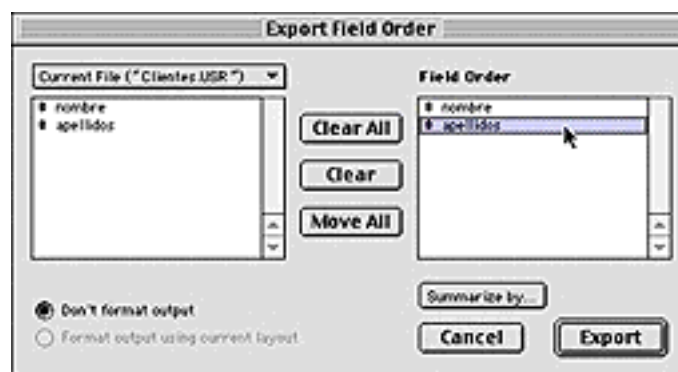 Export Field Order
Current File ("Clientes.USR")
Field Order
nombre
apellidos
nombre
apellidos
Clear All
Clear
Move All
Summarize by...
Don't format output
Format output using current layout
Cancel
Export